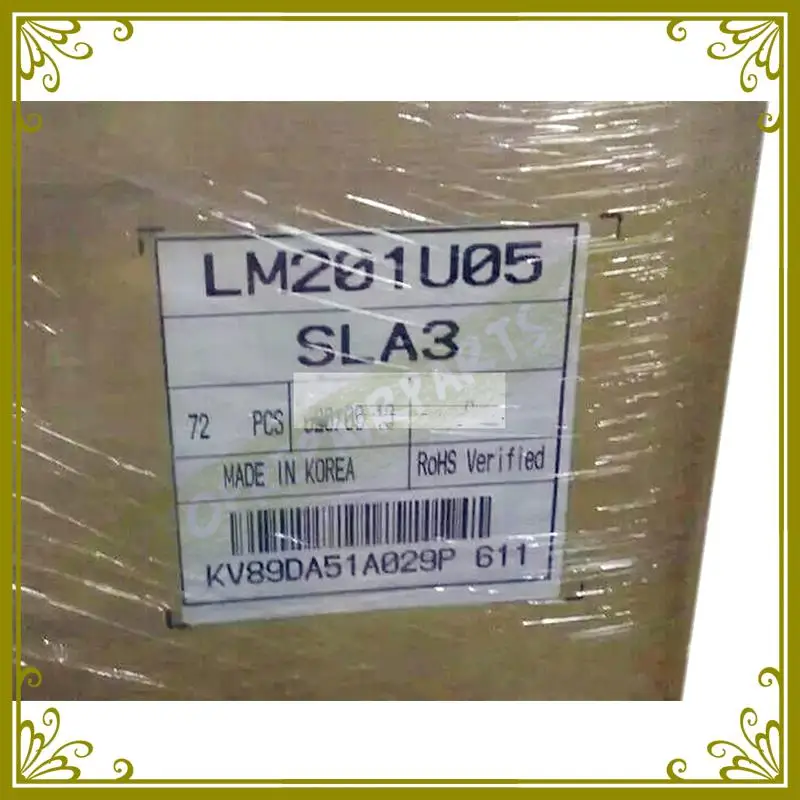 LM201U05
SLA3
72 PCS
MADE IN KOREA
RoHS Verified
KV89DA51A029P 611